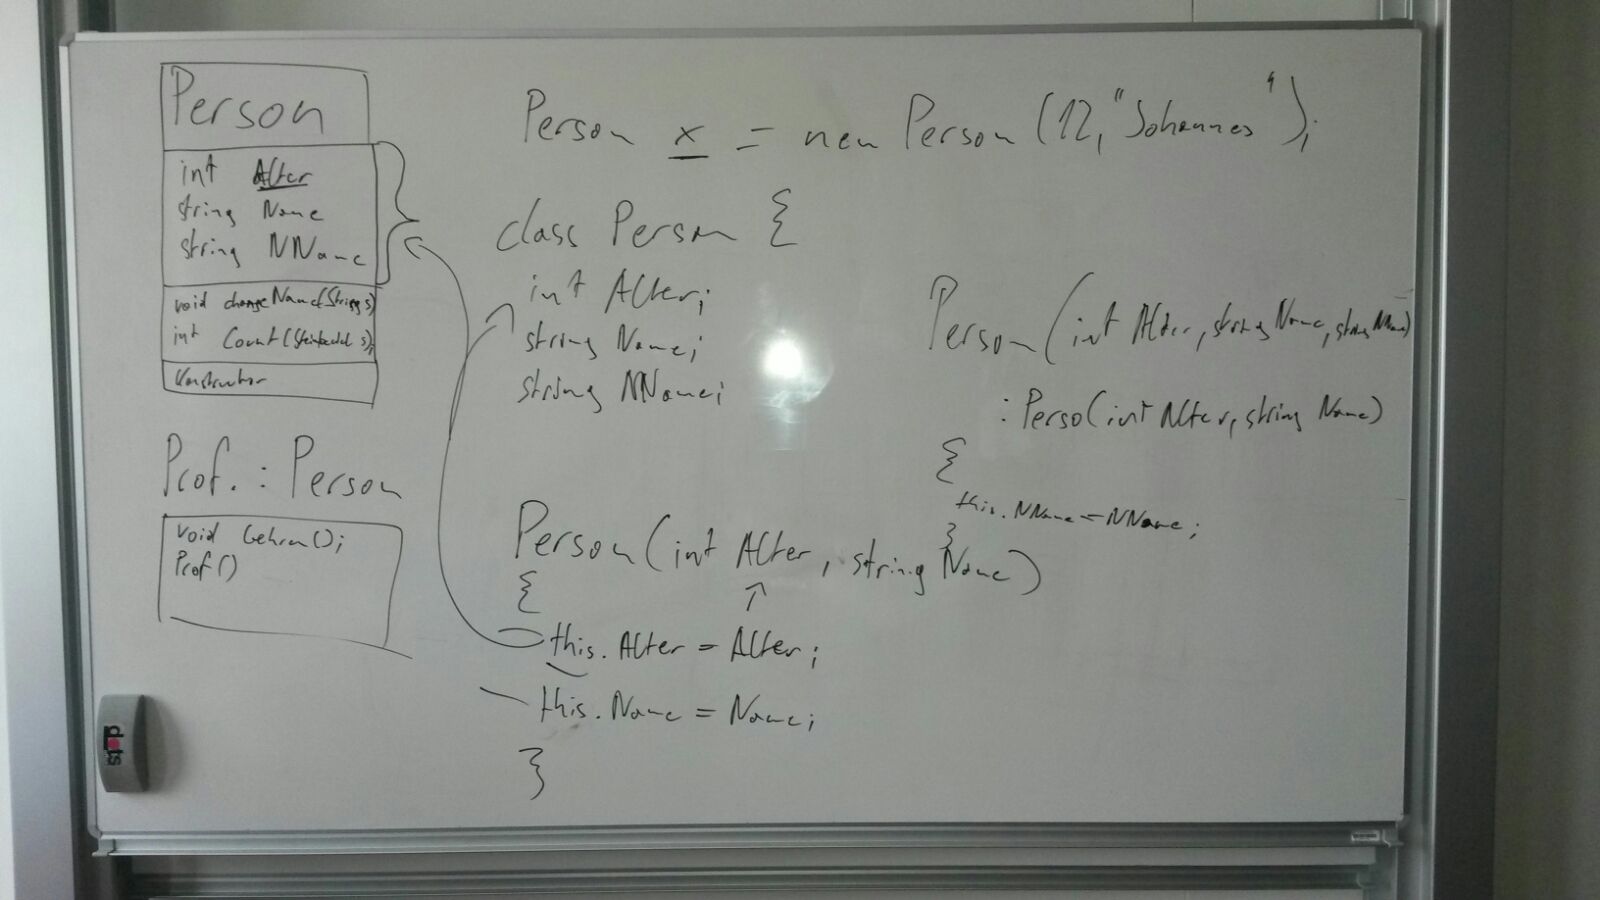 Person
int Alter
string Name
string NName
void changeName(String s)
int Count( s);
Konstruktor
Prof. : Person
void Gehren();
Prof()
Person x = new Person(12, "Johannes");
class Person {
int Alter;
string Name;
string NName;
Person(int Alter, string Name)
{
this.Alter = Alter;
this.Name = Name;
}
Person(int Alter, string Name, string NName)
: Perso(int Alter, string Name)
{
this.NName = NName;
}
dots